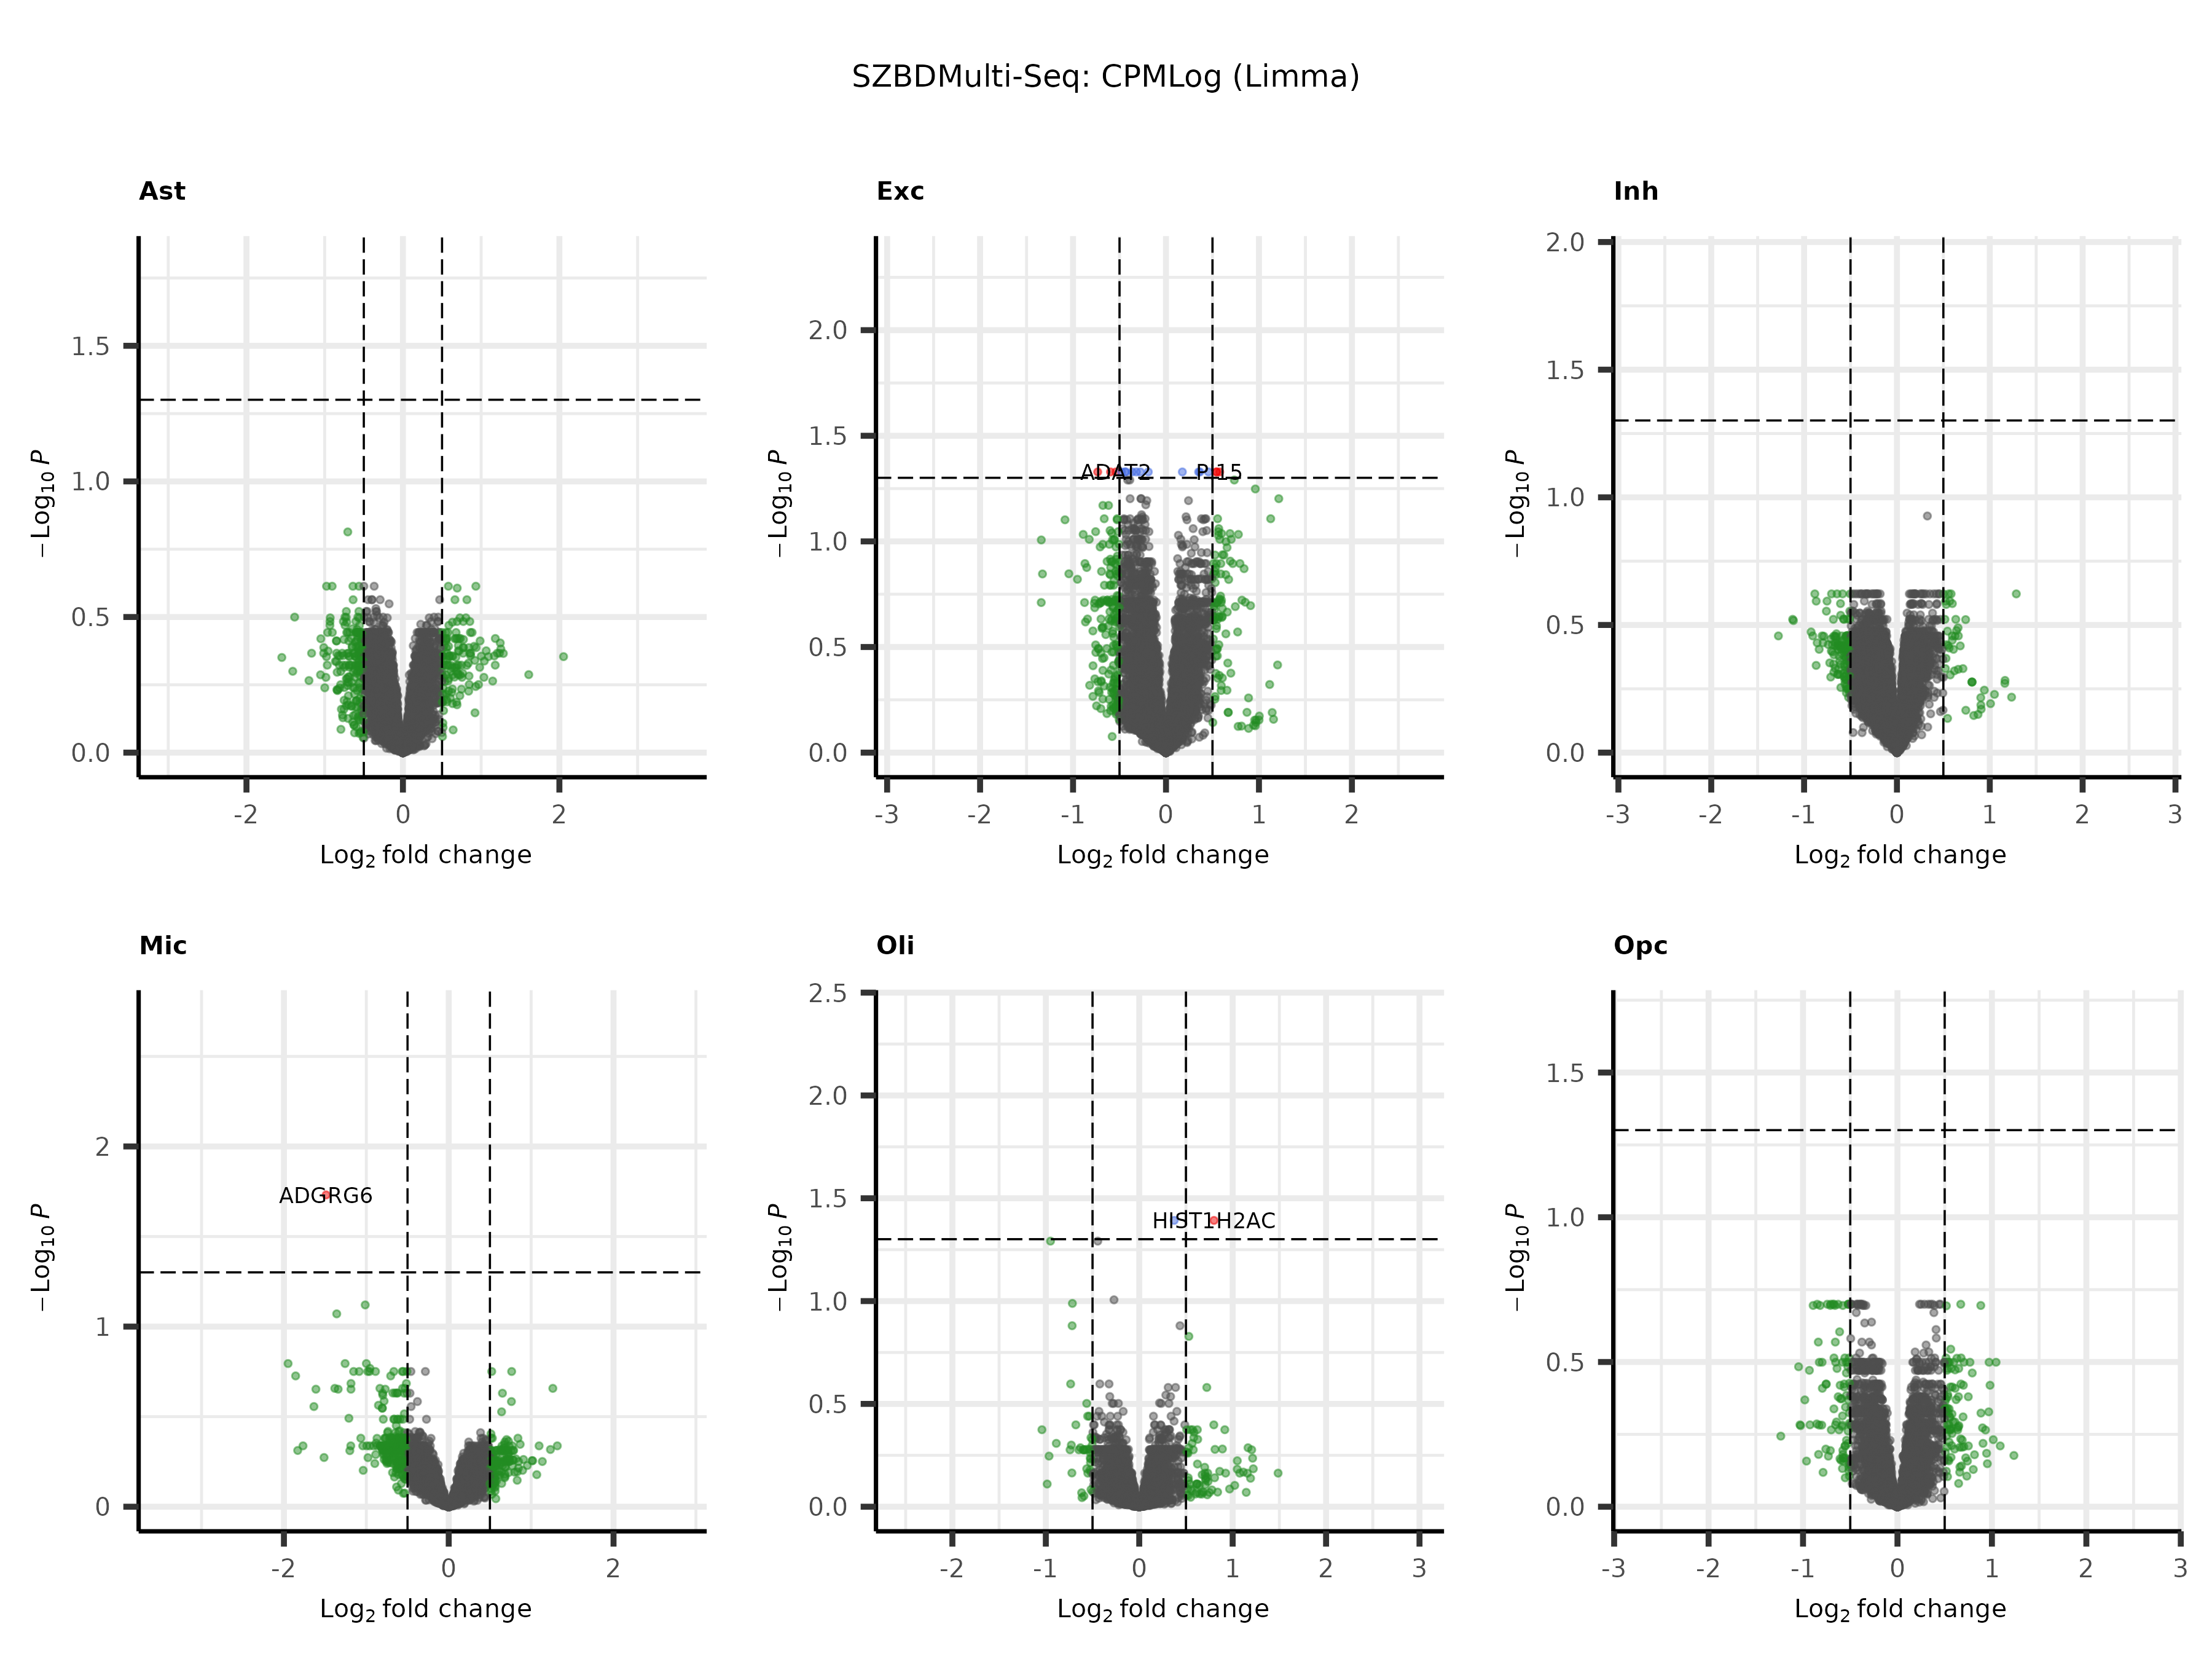 SZBDMulti-Seq: CPMLog (Limma)
Ast
−Log10 P
1.5
1.0
0.5
0.0
-2 0 2
Log2 fold change
Exc
−Log10 P
2.0
1.5
1.0
0.5
0.0
ADAT2
-3 -2 -1 0 1 2
Log2 fold change
Inh
−Log10 P
2.0
1.5
1.0
0.5
0.0
-3 -2 -1 0 1 2 3
Log2 fold change
Mic
−Log10 P
2
1
0
ADGRG6
-2 0 2
Log2 fold change
Oli
−Log10 P
2.5
2.0
1.5
1.0
0.5
0.0
HIST1H2AC
-2 -1 0 1 2 3
Log2 fold change
Opc
−Log10 P
1.5
1.0
0.5
0.0
-3 -2 -1 0 1 2 3
Log2 fold change